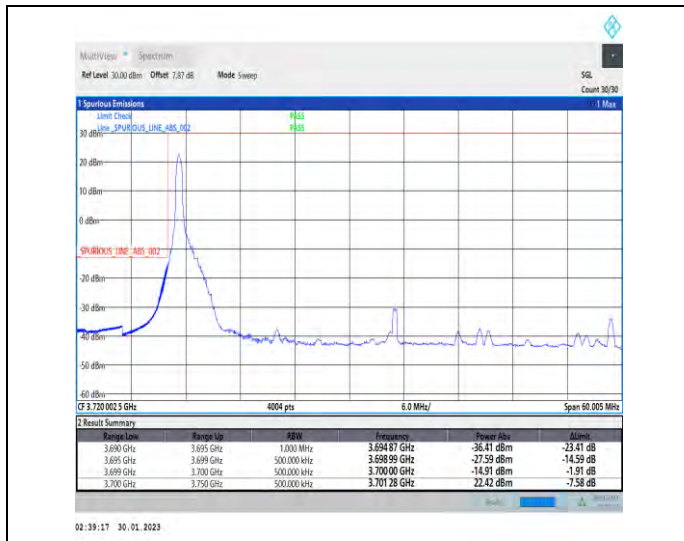 MultiView Spectrum
Ref Level 30.00 dBm Offset 7.87 dB Mode Sweep SGL
Count 30/30
1 Spurious Emissions 1 Max
Limit Check PASS
Line _SPURIOUS_LINE_ABS_002 PASS
30 dBm
20 dBm
10 dBm
0 dBm
_SPURIOUS_LINE_ABS_002
-20 dBm
-30 dBm
-40 dBm
-50 dBm
-60 dBm
CF 3.720 002 5 GHz 4004 pts 6.0 MHz/ Span 60.005 MHz
2 Result Summary
Range Low Range Up RBW Frequency Power Abs ΔLimit
3.690 GHz 3.695 GHz 1.000 MHz 3.694 87 GHz -36.41 dBm -23.41 dB
3.695 GHz 3.699 GHz 500.000 kHz 3.698 99 GHz -27.59 dBm -14.59 dB
3.699 GHz 3.700 GHz 500.000 kHz 3.700 00 GHz -14.91 dBm -1.91 dB
3.700 GHz 3.750 GHz 500.000 kHz 3.701 28 GHz 22.42 dBm -7.58 dB
02:39:17 30.01.2023